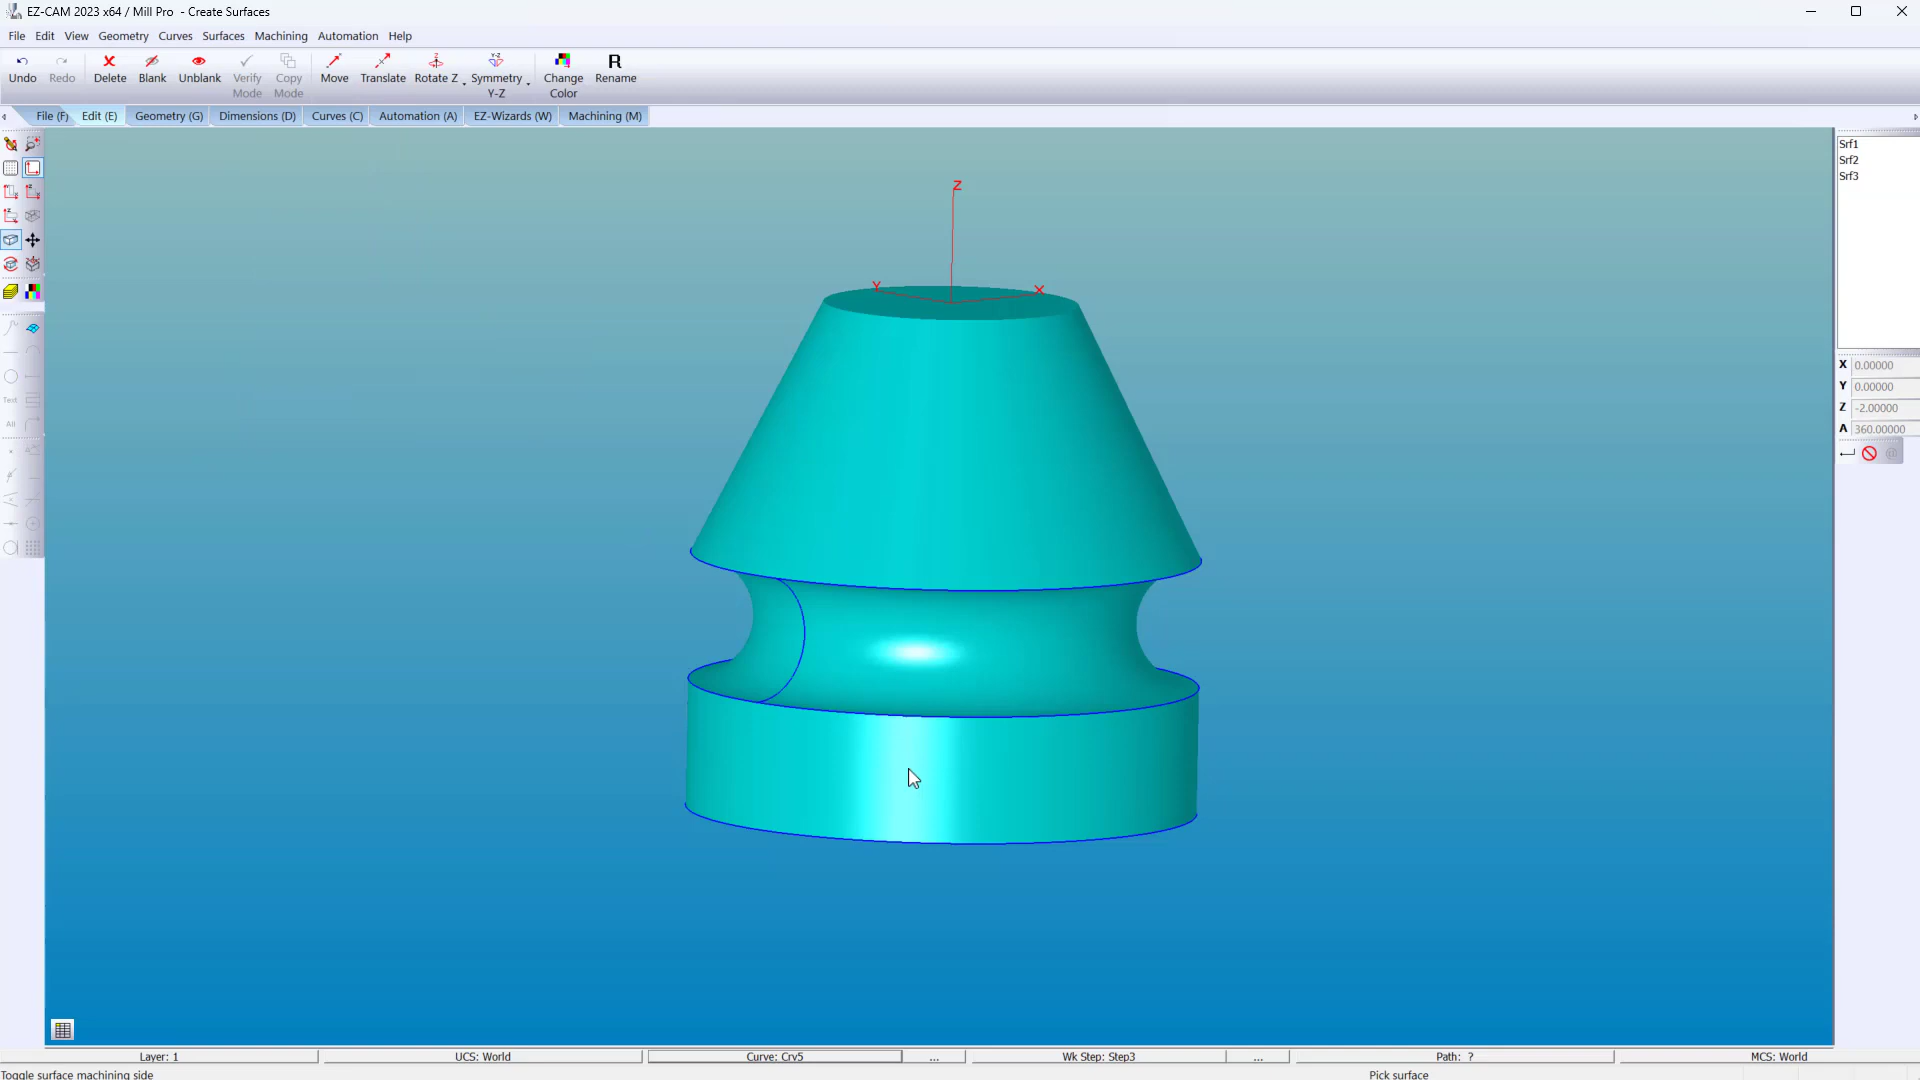 EZ-CAM 2023 x64 / Mill Pro - Create Surfaces
File Edit View Geometry Curves Surfaces Machining Automation Help
Undo Redo Delete Blank Unblank Verify Mode Copy Mode Move Translate Rotate Z Symmetry Y-Z Change Color R Rename
File (F) Edit (E) Geometry (G) Dimensions (D) Curves (C) Automation (A) EZ-Wizards (W) Machining (M)
Srf1
Srf2
Srf3
Z
Y
X
X 0.00000
Y 0.00000
Z -2.00000
A 360.00000
Text
All
Layer: 1 UCS: World Curve: Crv5 ... Wk Step: Step3 ... Path: ? MCS: World
Toggle surface machining side Pick surface